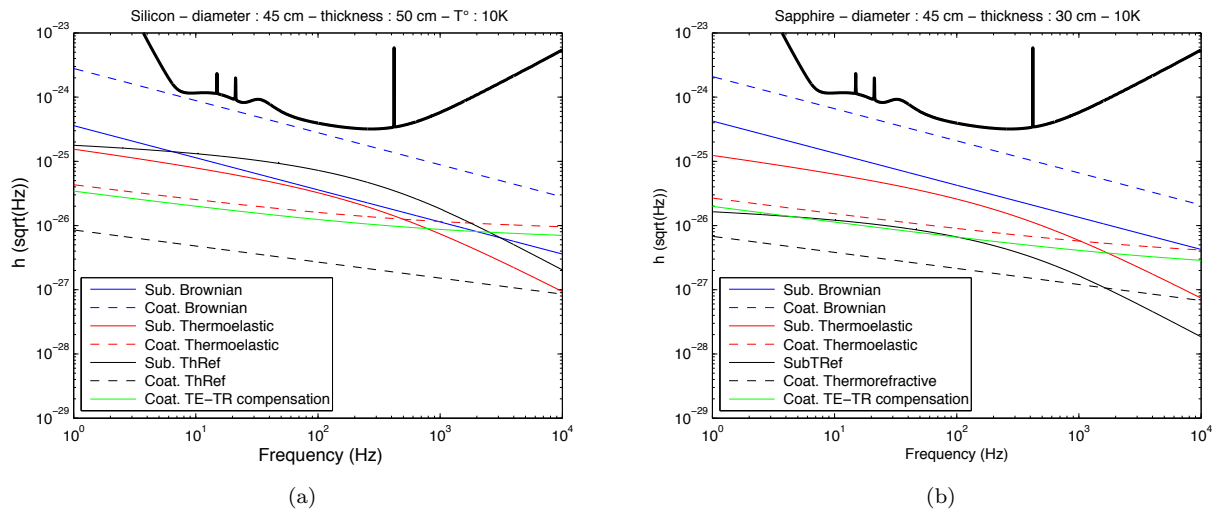 Silicon − diameter : 45 cm − thickness : 50 cm − T° : 10K
10^−23
10^−24
10^−25
10^−26
10^−27
10^−28
10^−29
h (sqrt(Hz))
Sub. Brownian
Coat. Brownian
Sub. Thermoelastic
Coat. Thermoelastic
Sub. ThRef
Coat. ThRef
Coat. TE−TR compensation
10^0 10^1 10^2 10^3 10^4
Frequency (Hz)
(a)
Sapphire − diameter : 45 cm − thickness : 30 cm − 10K
10^−23
10^−24
10^−25
10^−26
10^−27
10^−28
10^−29
h (sqrt(Hz))
Sub. Brownian
Coat. Brownian
Sub. Thermoelastic
Coat. Thermoelastic
SubTRef
Coat. Thermorefractive
Coat. TE−TR compensation
10^0 10^1 10^2 10^3 10^4
Frequency (Hz)
(b)